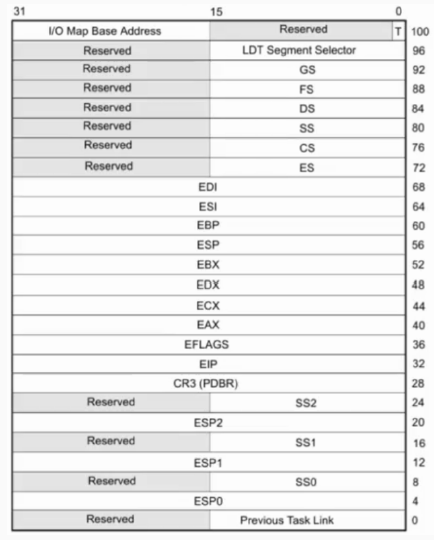 31 15 0
I/O Map Base Address Reserved T 100
Reserved LDT Segment Selector 96
Reserved GS 92
Reserved FS 88
Reserved DS 84
Reserved SS 80
Reserved CS 76
Reserved ES 72
EDI 68
ESI 64
EBP 60
ESP 56
EBX 52
EDX 48
ECX 44
EAX 40
EFLAGS 36
EIP 32
CR3 (PDBR) 28
Reserved SS2 24
ESP2 20
Reserved SS1 16
ESP1 12
Reserved SS0 8
ESP0 4
Reserved Previous Task Link 0